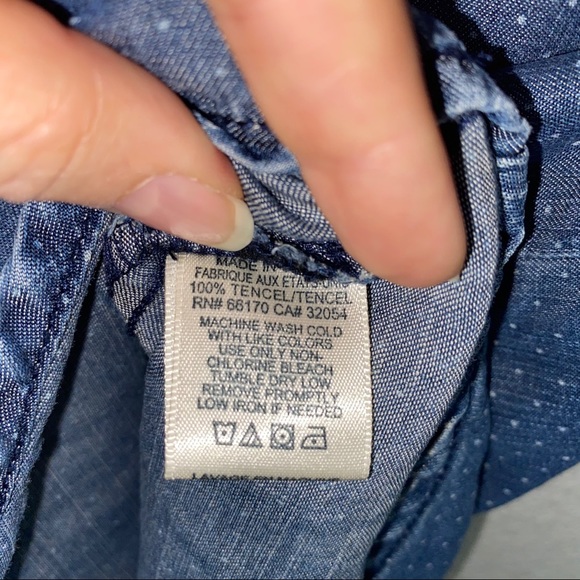 MADE IN
FABRIQUE AUX ETATS-UNIS
100% TENCEL/TENCEL
RN# 66170 CA# 32054
MACHINE WASH COLD
WITH LIKE COLORS
USE ONLY NON-
CHLORINE BLEACH
TUMBLE DRY LOW
REMOVE PROMPTLY
LOW IRON IF NEEDED